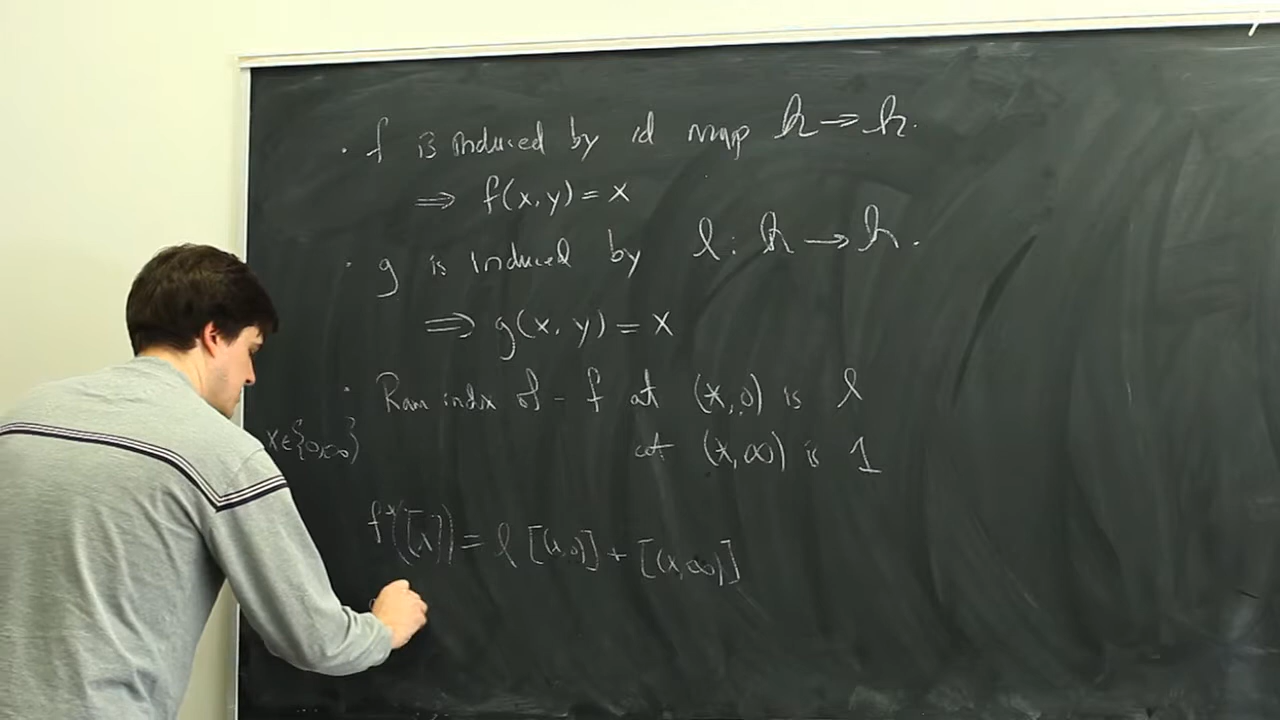 · f is induced by id map h → h.
⇒ f(x,y) = x
· g is induced by l: h → h.
⇒ g(x,y) = x
· Ram index of f at (x,0) is l
x∈{0,∞} at (x,∞) is 1
f*([x]) = l [(x,0)] + [(x,∞)]